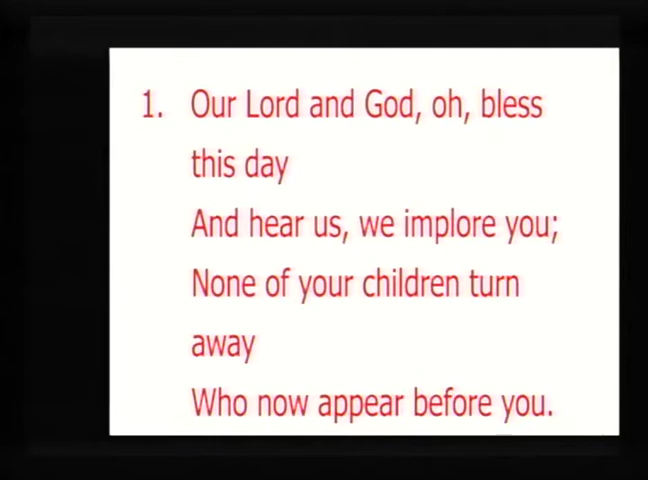 1. Our Lord and God, oh, bless
this day
And hear us, we implore you;
None of your children turn
away
Who now appear before you.